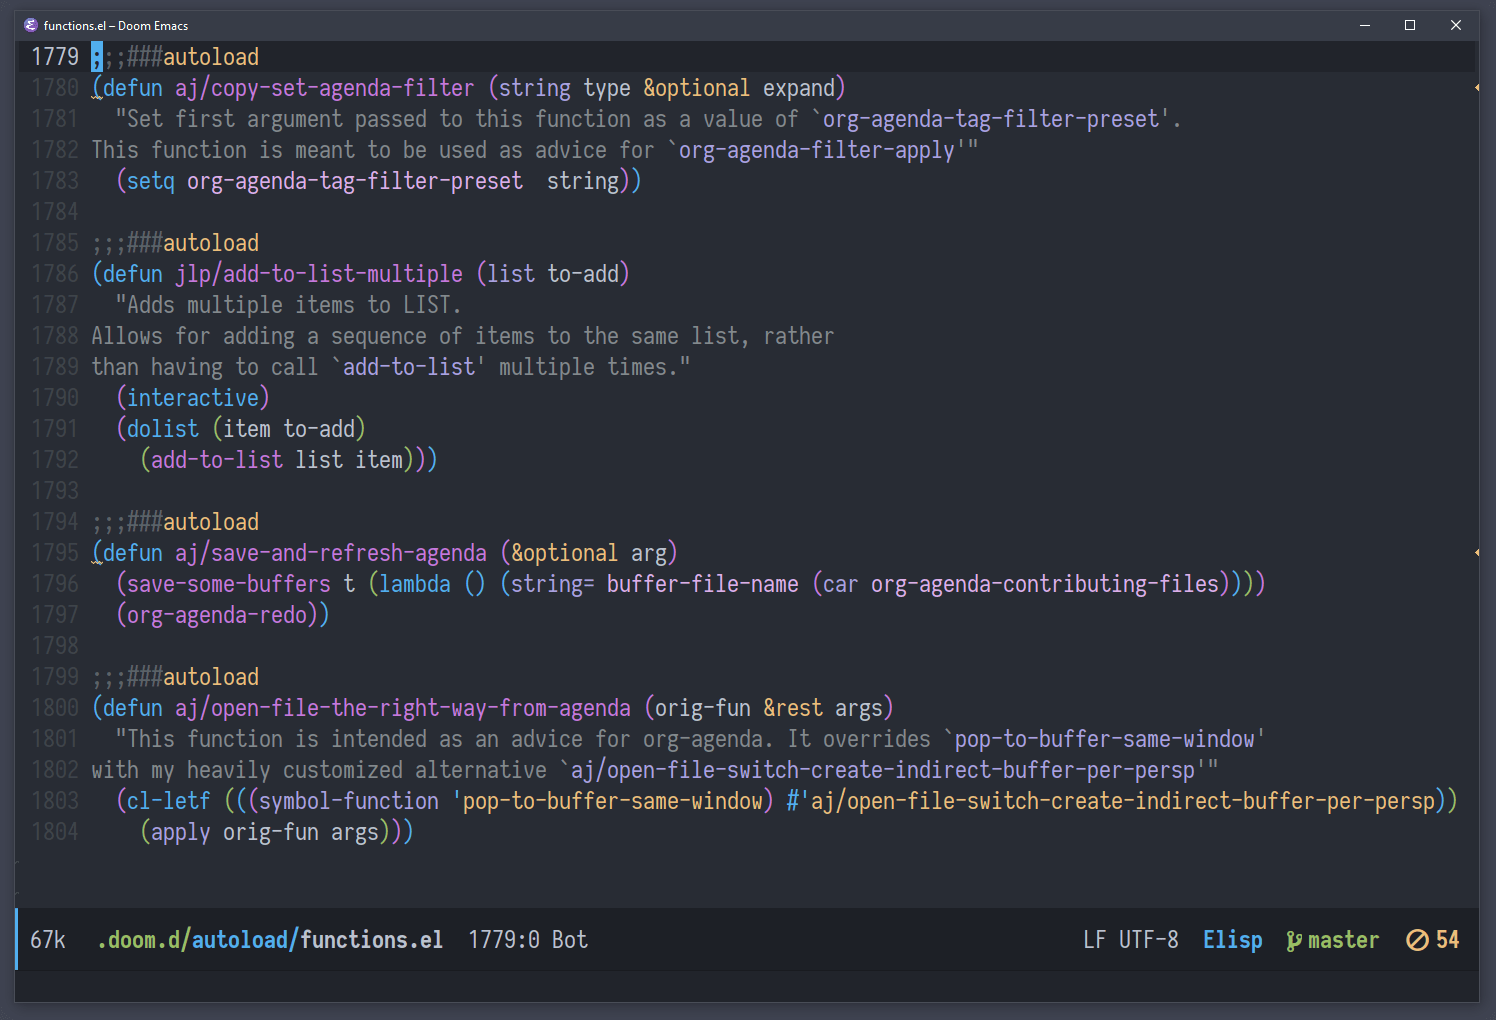 functions.el – Doom Emacs
1779 ;;;###autoload
1780 (defun aj/copy-set-agenda-filter (string type &optional expand)
1781   "Set first argument passed to this function as a value of `org-agenda-tag-filter-preset'.
1782 This function is meant to be used as advice for `org-agenda-filter-apply'"
1783   (setq org-agenda-tag-filter-preset  string))
1784
1785 ;;;###autoload
1786 (defun jlp/add-to-list-multiple (list to-add)
1787   "Adds multiple items to LIST.
1788 Allows for adding a sequence of items to the same list, rather
1789 than having to call `add-to-list' multiple times."
1790   (interactive)
1791   (dolist (item to-add)
1792     (add-to-list list item)))
1793
1794 ;;;###autoload
1795 (defun aj/save-and-refresh-agenda (&optional arg)
1796   (save-some-buffers t (lambda () (string= buffer-file-name (car org-agenda-contributing-files))))
1797   (org-agenda-redo))
1798
1799 ;;;###autoload
1800 (defun aj/open-file-the-right-way-from-agenda (orig-fun &rest args)
1801   "This function is intended as an advice for org-agenda. It overrides `pop-to-buffer-same-window'
1802 with my heavily customized alternative `aj/open-file-switch-create-indirect-buffer-per-persp'"
1803   (cl-letf (((symbol-function 'pop-to-buffer-same-window) #'aj/open-file-switch-create-indirect-buffer-per-persp))
1804     (apply orig-fun args)))
67k .doom.d/autoload/functions.el 1779:0 Bot LF UTF-8 Elisp master 54